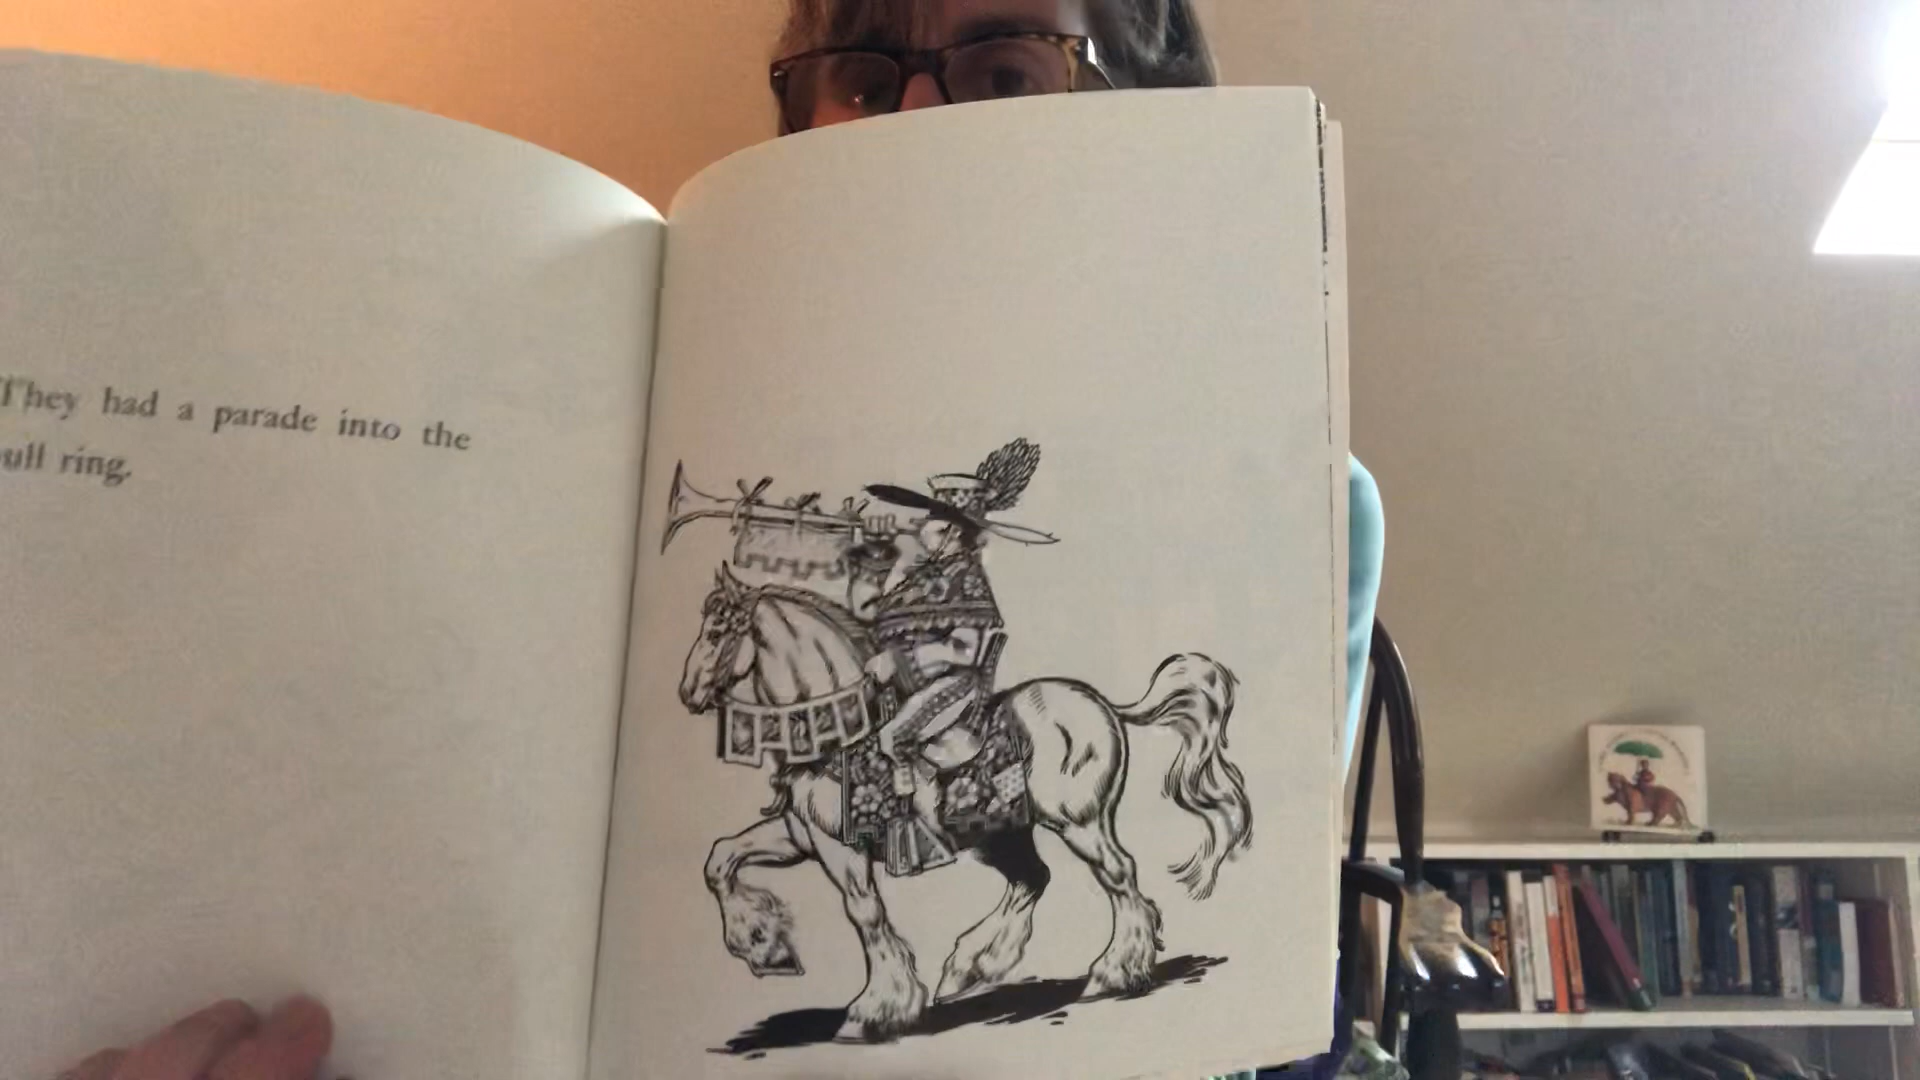 They had a parade into the
ull ring.